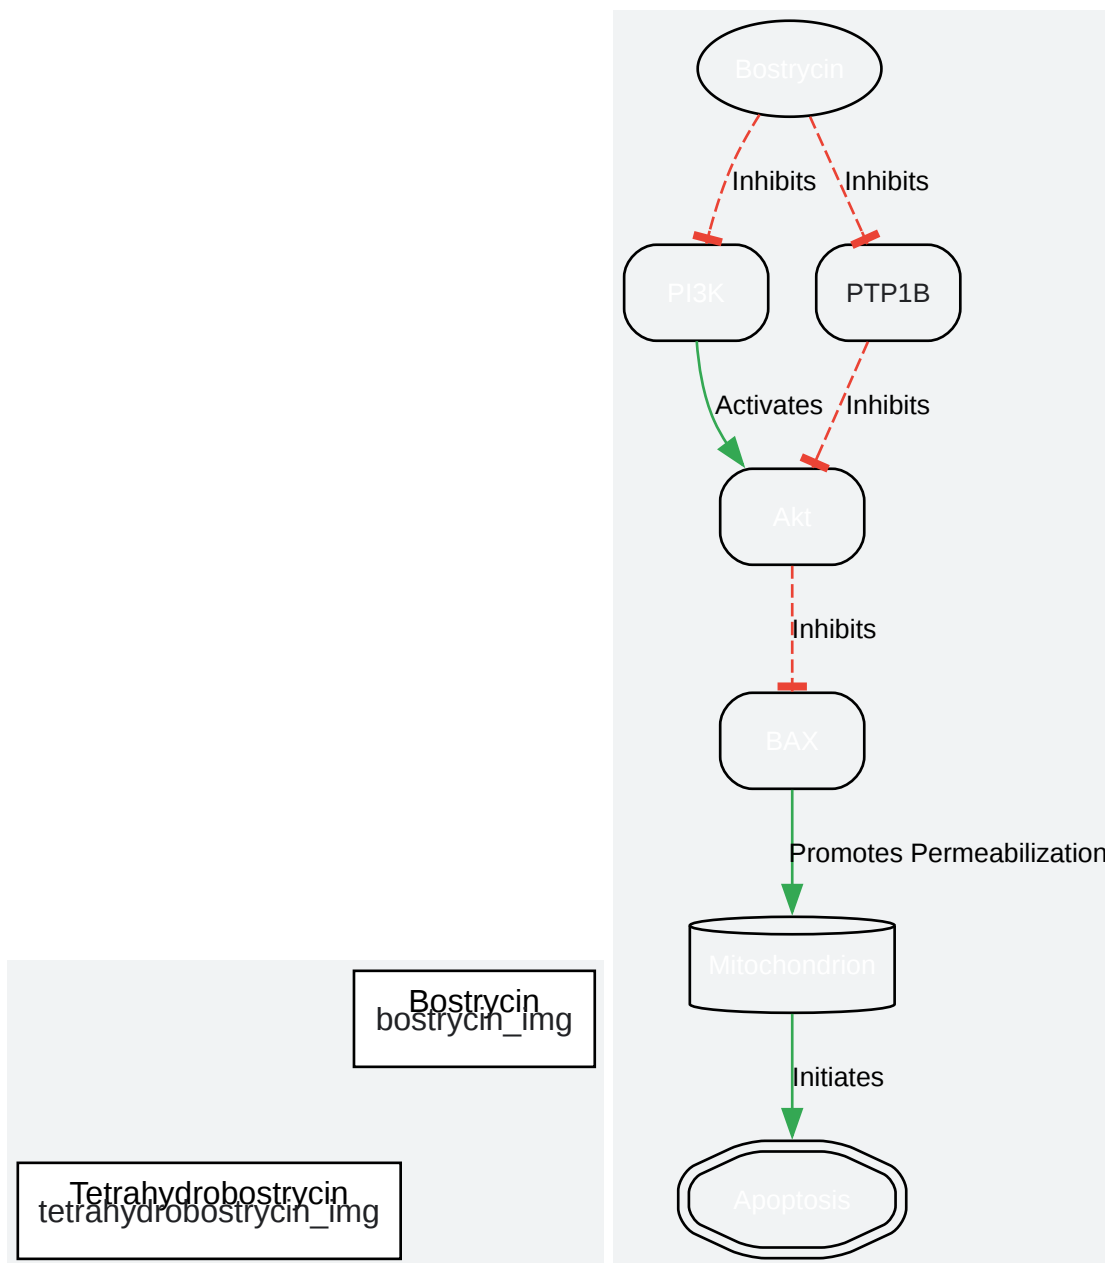 Bostrycin
Inhibits
Inhibits
PI3K
PTP1B
Activates
Inhibits
Akt
Inhibits
BAX
Promotes Permeabilization
Mitochondrion
Initiates
Apoptosis
Bostrycin
bostrycin_img
Tetrahydrobostrycin
tetrahydrobostrycin_img